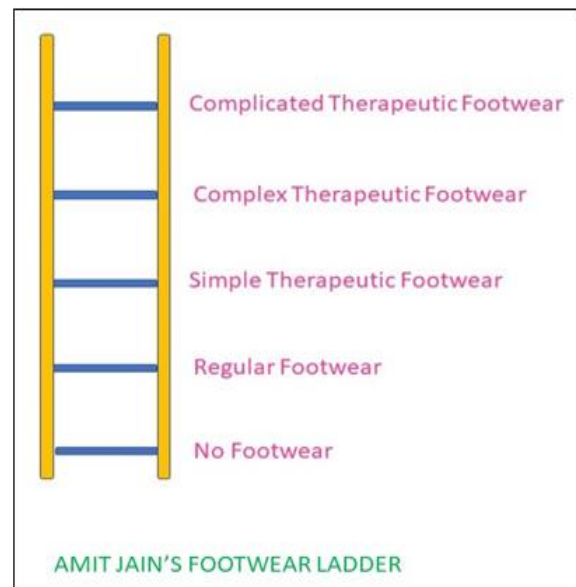 Complicated Therapeutic Footwear
Complex Therapeutic Footwear
Simple Therapeutic Footwear
Regular Footwear
No Footwear
AMIT JAIN'S FOOTWEAR LADDER